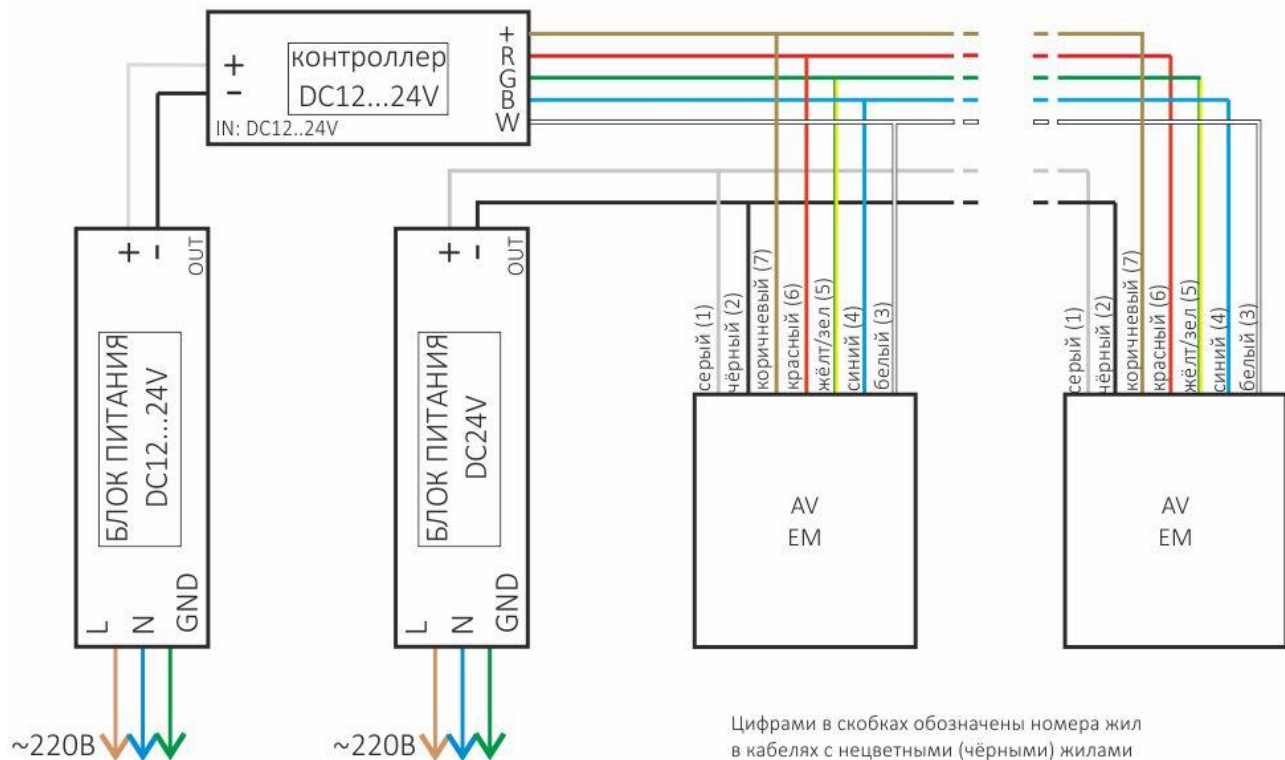 контроллер
DC12...24V
+
-
IN: DC12..24V
+
R
G
B
W
+
-
OUT
БЛОК ПИТАНИЯ
DC12...24V
L
N
GND
~220В
+
-
OUT
БЛОК ПИТАНИЯ
DC24V
L
N
GND
~220В
серый (1)
чёрный (2)
коричневый (7)
красный (6)
жёлт/зел (5)
синий (4)
белый (3)
AV
EM
серый (1)
чёрный (2)
коричневый (7)
красный (6)
жёлт/зел (5)
синий (4)
белый (3)
AV
EM
Цифрами в скобках обозначены номера жил
в кабелях с нецветными (чёрными) жилами